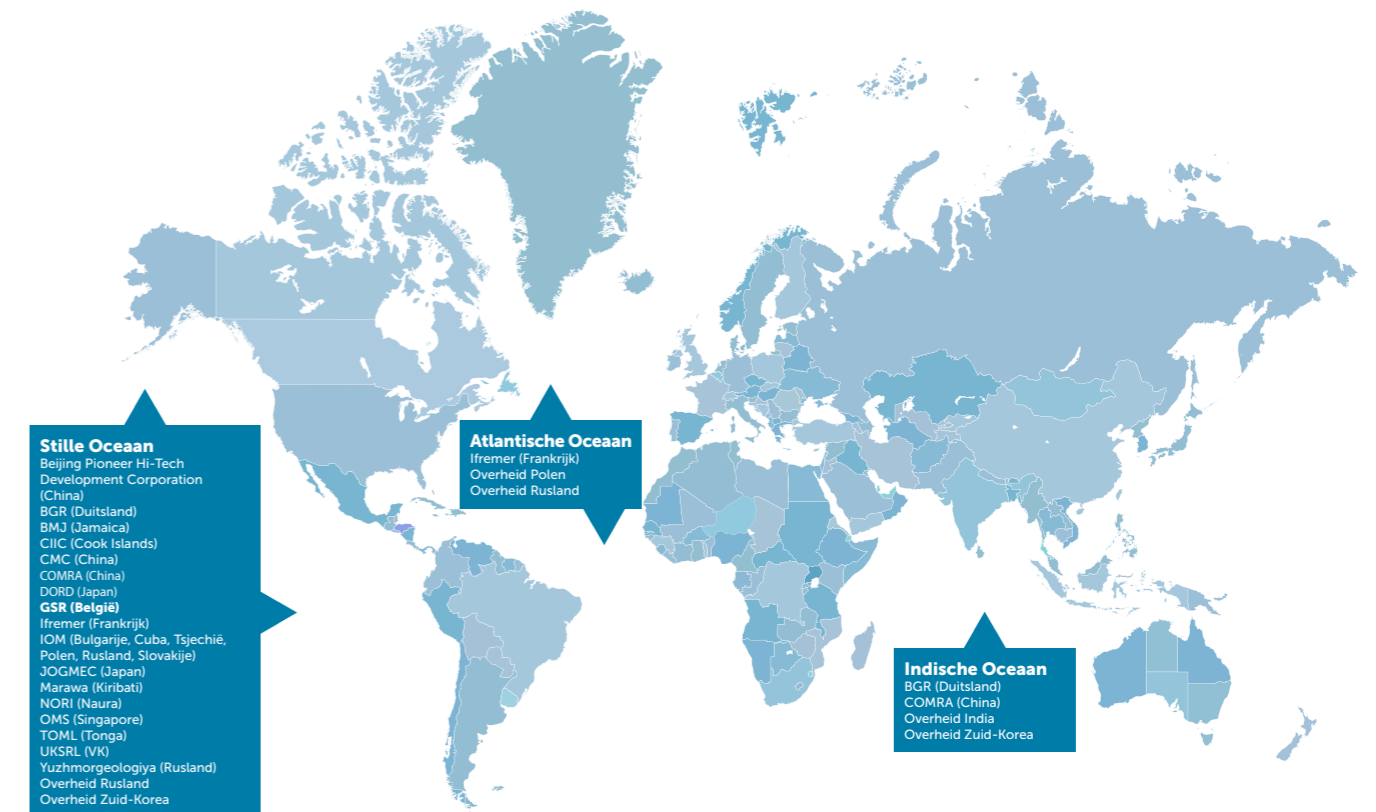 Stille Oceaan
Beijing Pioneer Hi-Tech
Development Corporation
(China)
BGR (Duitsland)
BMJ (Jamaica)
CIIC (Cook Islands)
CMC (China)
COMRA (China)
DORD (Japan)
GSR (België)
Ifremer (Frankrijk)
IOM (Bulgarije, Cuba, Tsjechië,
Polen, Rusland, Slovakije)
JOGMEC (Japan)
Marawa (Kiribati)
NORI (Naura)
OMS (Singapore)
TOML (Tonga)
UKSRL (VK)
Yuzhmorgeologiya (Rusland)
Overheid Rusland
Overheid Zuid-Korea
Atlantische Oceaan
Ifremer (Frankrijk)
Overheid Polen
Overheid Rusland
Indische Oceaan
BGR (Duitsland)
COMRA (China)
Overheid India
Overheid Zuid-Korea